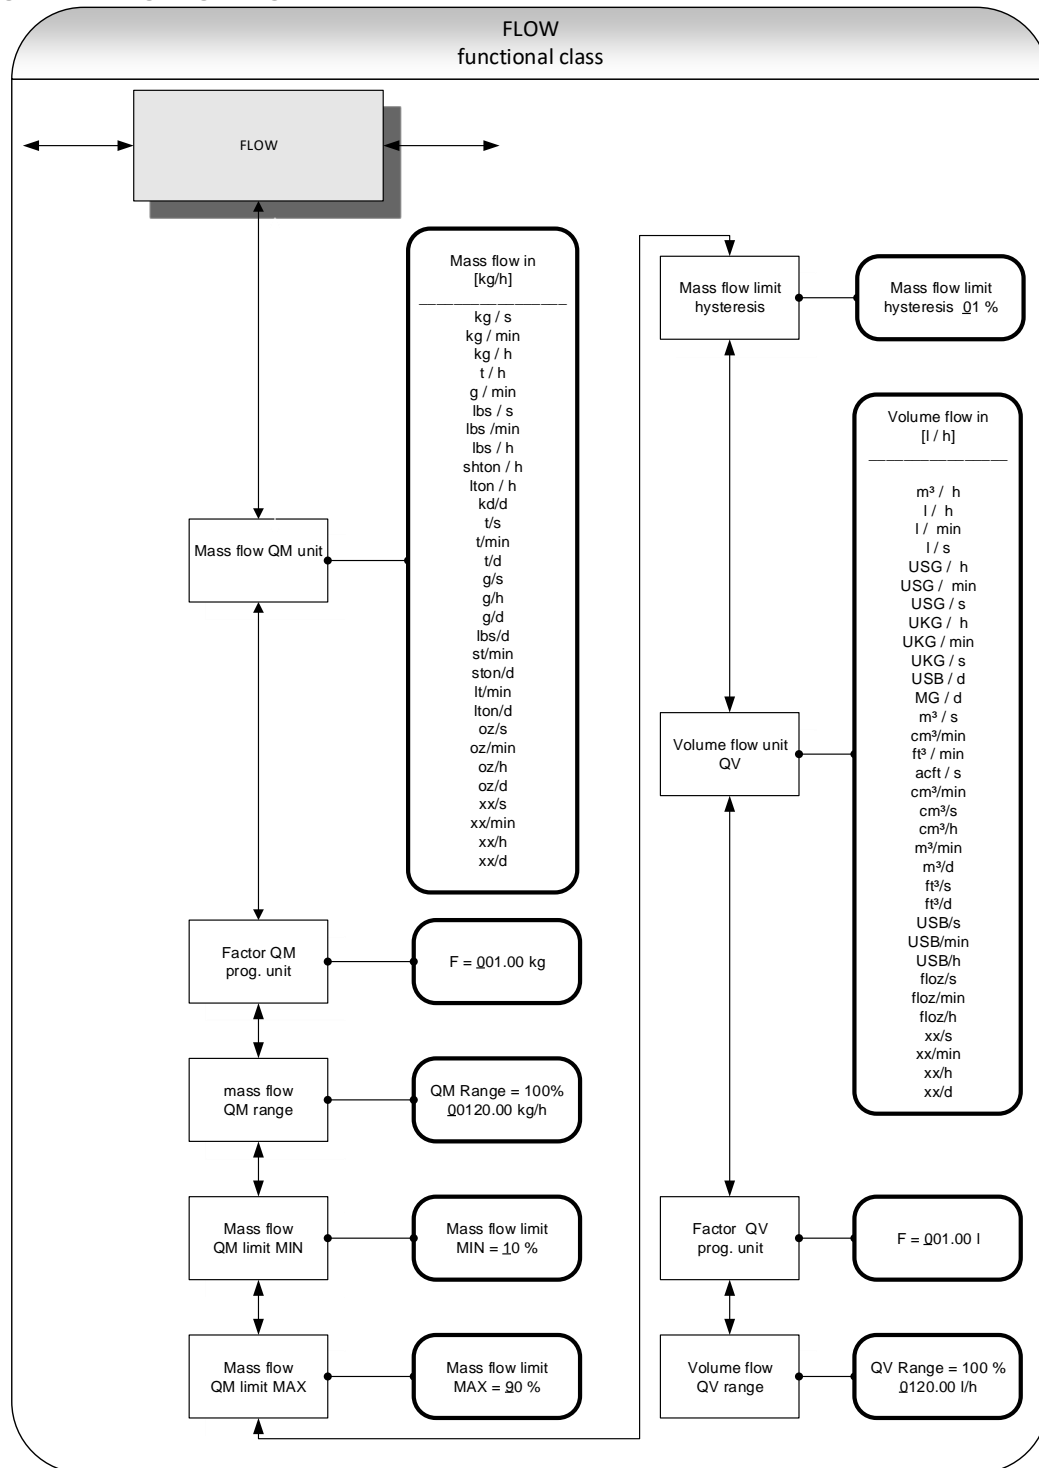 FLOW
functional class
FLOW
Mass flow in
[kg/h]
kg / s
kg / min
kg / h
t / h
g / min
lbs / s
lbs /min
lbs / h
shton / h
lton / h
kd/d
t/s
t/min
t/d
g/s
g/h
g/d
lbs/d
st/min
ston/d
lt/min
lton/d
oz/s
oz/min
oz/h
oz/d
xx/s
xx/min
xx/h
xx/d
Mass flow QM unit
Factor QM
prog. unit
F = 001.00 kg
mass flow
QM range
QM Range = 100%
00120.00 kg/h
Mass flow
QM limit MIN
Mass flow limit
MIN = 10 %
Mass flow
QM limit MAX
Mass flow limit
MAX = 90 %
Mass flow limit
hysteresis
Mass flow limit
hysteresis 01 %
Volume flow unit
QV
Volume flow in
[l / h]
m³ / h
l / h
l / min
l / s
USG / h
USG / min
USG / s
UKG / h
UKG / min
UKG / s
USB / d
MG / d
m³ / s
cm³/min
ft³ / min
acft / s
cm³/min
cm³/s
cm³/h
m³/min
m³/d
ft³/s
ft³/d
USB/s
USB/min
USB/h
floz/s
floz/min
floz/h
xx/s
xx/min
xx/h
xx/d
Factor QV
prog. unit
F = 001.00 l
Volume flow
QV range
QV Range = 100 %
0120.00 l/h